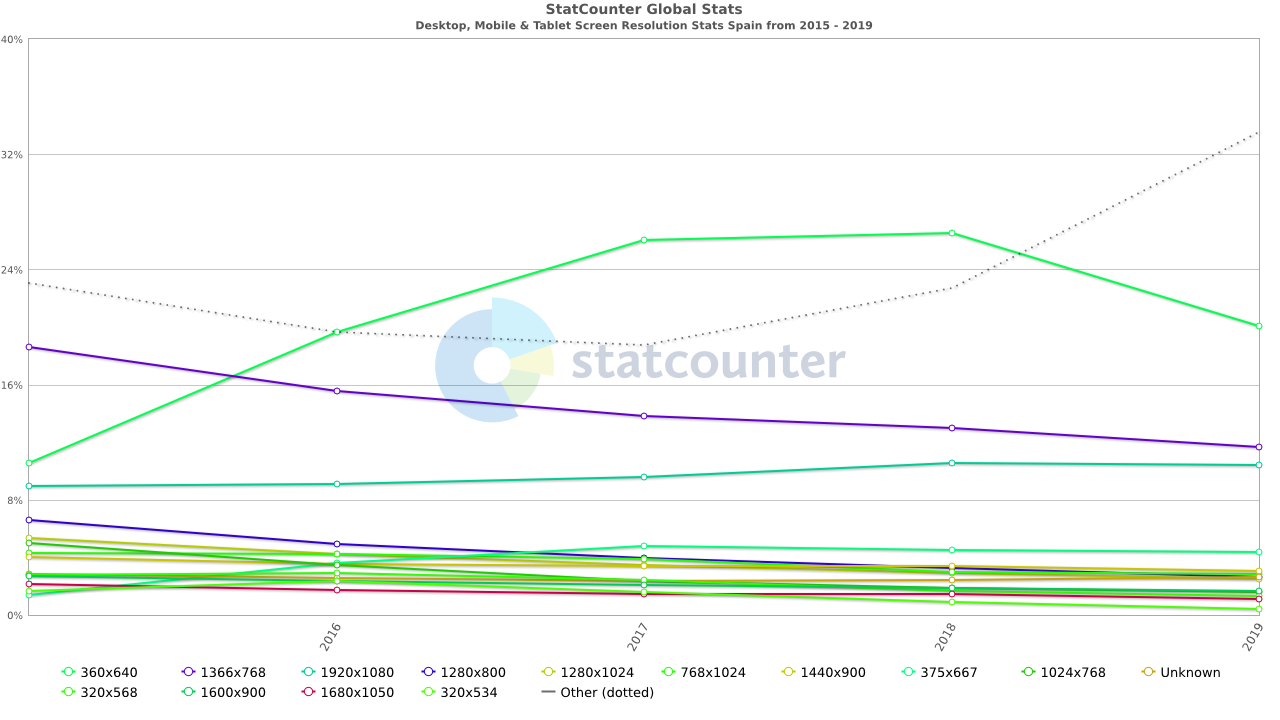 StatCounter Global Stats
Desktop, Mobile & Tablet Screen Resolution Stats Spain from 2015 - 2019
40%
32%
24%
16%
8%
0%
statcounter
2016 2017 2018 2019
360x640 1366x768 1920x1080 1280x800 1280x1024 768x1024 1440x900 375x667 1024x768 Unknown
320x568 1600x900 1680x1050 320x534 Other (dotted)